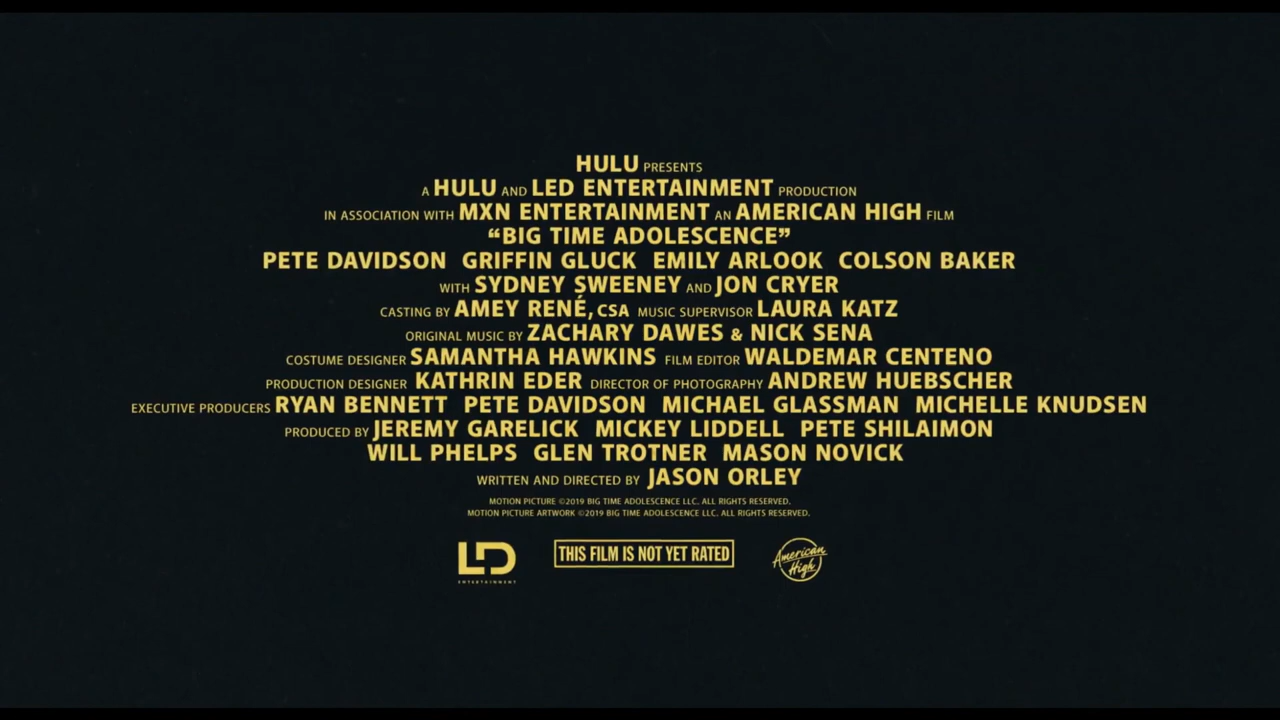 HULU PRESENTS
A HULU AND LED ENTERTAINMENT PRODUCTION
IN ASSOCIATION WITH MXN ENTERTAINMENT AN AMERICAN HIGH FILM
“BIG TIME ADOLESCENCE”
PETE DAVIDSON GRIFFIN GLUCK EMILY ARLOOK COLSON BAKER
WITH SYDNEY SWEENEY AND JON CRYER
CASTING BY AMEY RENÉ, CSA MUSIC SUPERVISOR LAURA KATZ
ORIGINAL MUSIC BY ZACHARY DAWES & NICK SENA
COSTUME DESIGNER SAMANTHA HAWKINS FILM EDITOR WALDEMAR CENTENO
PRODUCTION DESIGNER KATHRIN EDER DIRECTOR OF PHOTOGRAPHY ANDREW HUEBSCHER
EXECUTIVE PRODUCERS RYAN BENNETT PETE DAVIDSON MICHAEL GLASSMAN MICHELLE KNUDSEN
PRODUCED BY JEREMY GARELICK MICKEY LIDDELL PETE SHILAIMON
WILL PHELPS GLEN TROTNER MASON NOVICK
WRITTEN AND DIRECTED BY JASON ORLEY
MOTION PICTURE ©2019 BIG TIME ADOLESCENCE LLC. ALL RIGHTS RESERVED.
MOTION PICTURE ARTWORK ©2019 BIG TIME ADOLESCENCE LLC. ALL RIGHTS RESERVED.
LD ENTERTAINMENT
THIS FILM IS NOT YET RATED
American High